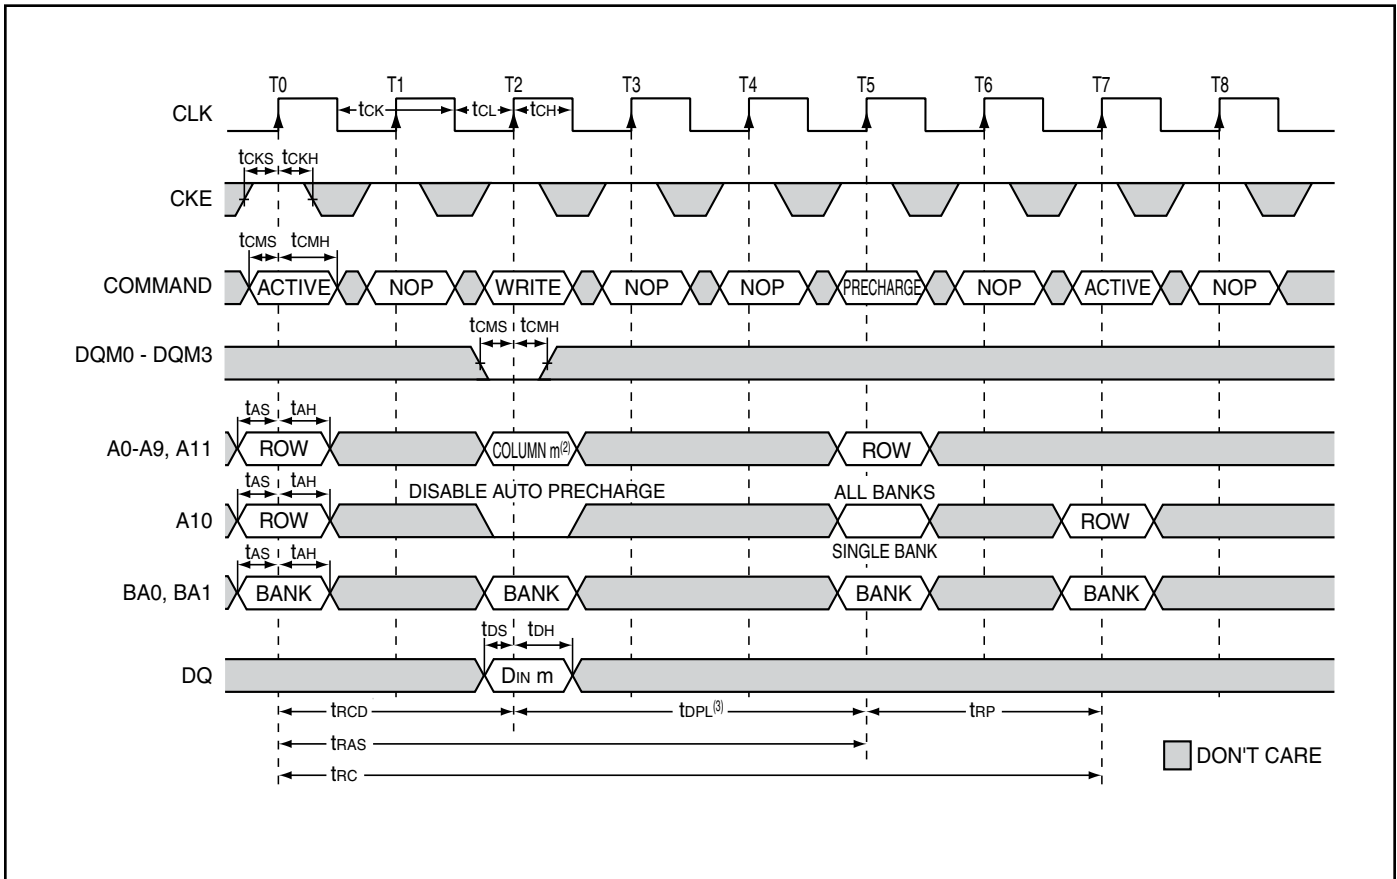 T0 T1 T2 T3 T4 T5 T6 T7 T8
CLK tCK tCL tCH
tCKS tCKH
CKE
tCMS tCMH
COMMAND ACTIVE NOP WRITE NOP NOP PRECHARGE NOP ACTIVE NOP
tCMS tCMH
DQM0 - DQM3
tAS tAH
A0-A9, A11 ROW COLUMN m(2) ROW
tAS tAH DISABLE AUTO PRECHARGE ALL BANKS
A10 ROW ROW
tAS tAH SINGLE BANK
BA0, BA1 BANK BANK BANK BANK
tDS tDH
DQ DIN m
tRCD tDPL(3) tRP
tRAS
DON'T CARE
tRC